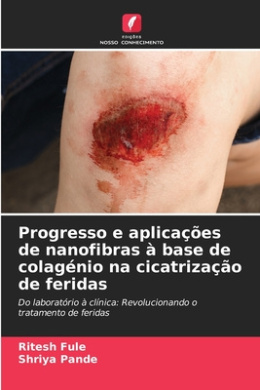 edições
NOSSO CONHECIMENTO
Progresso e aplicações
de nanofibras à base de
colagénio na cicatrização
de feridas
Do laboratório à clínica: Revolucionando o
tratamento de feridas
Ritesh Fule
Shriya Pande